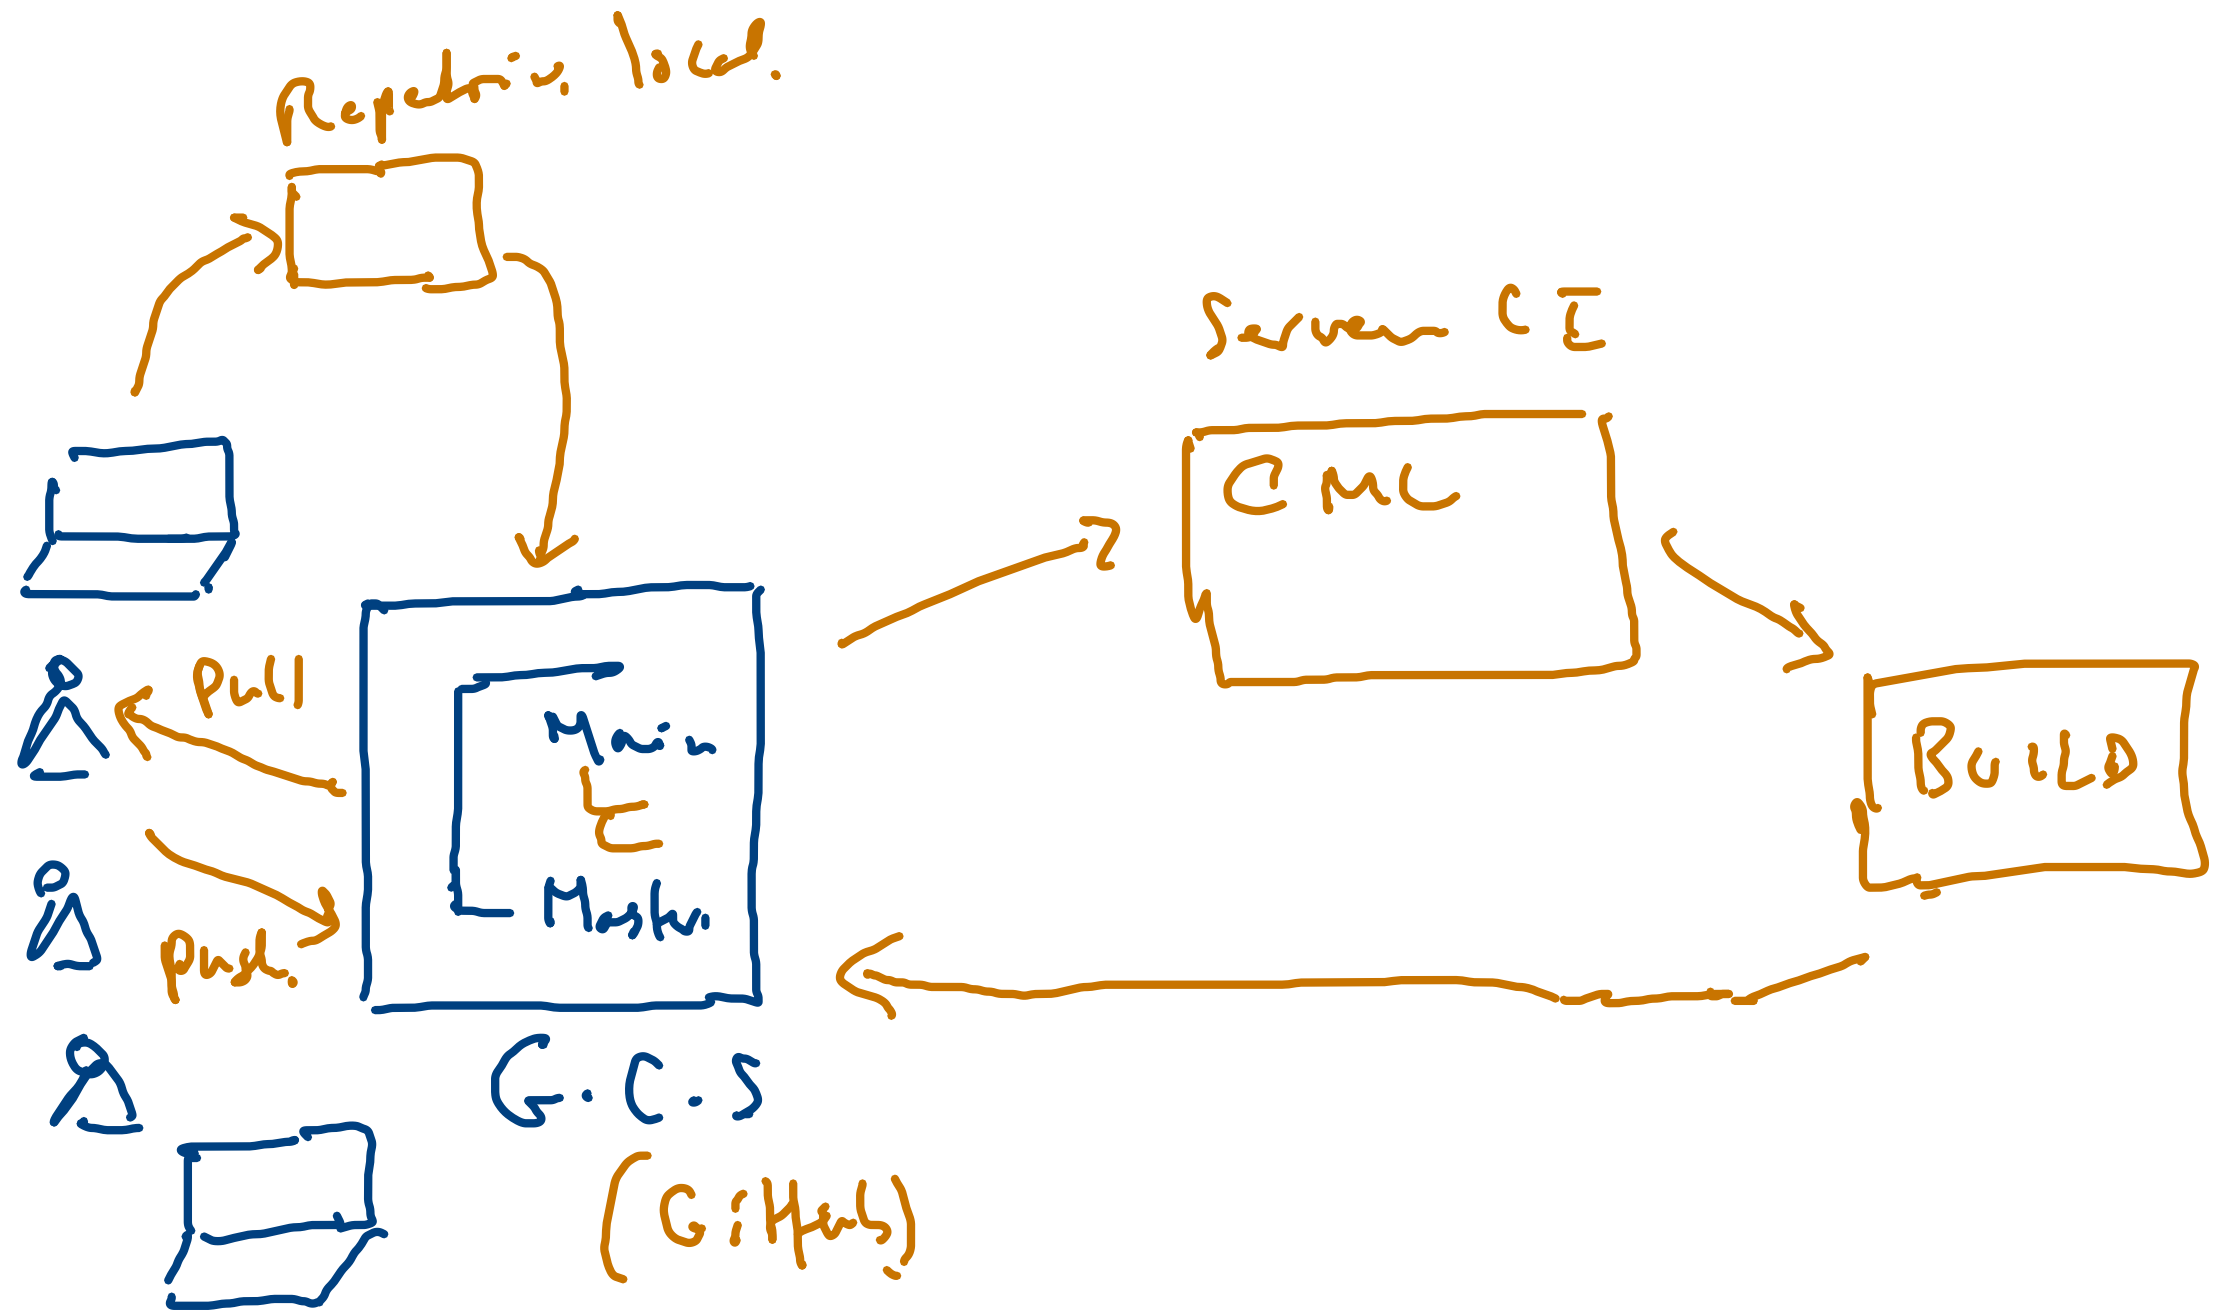 Repositorio local.
Server CI
CML
Pull
Main
BUILD
Master
push.
G.C.S
(GitHub)